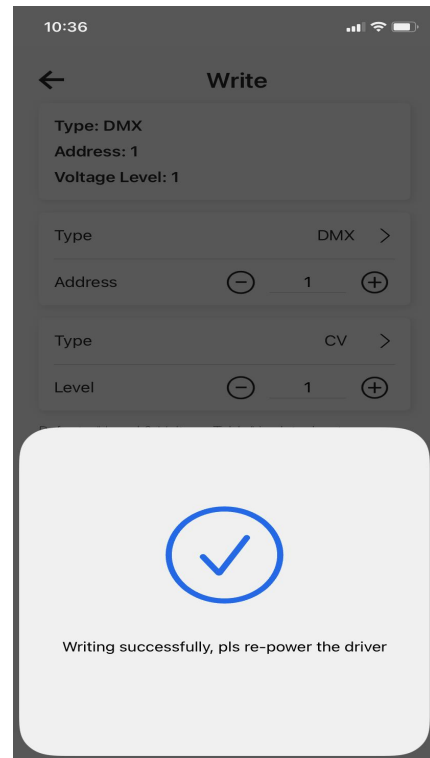 10:36
Write
Type: DMX
Address: 1
Voltage Level: 1
Type DMX
Address 1
Type CV
Level 1
Writing successfully, pls re-power the driver